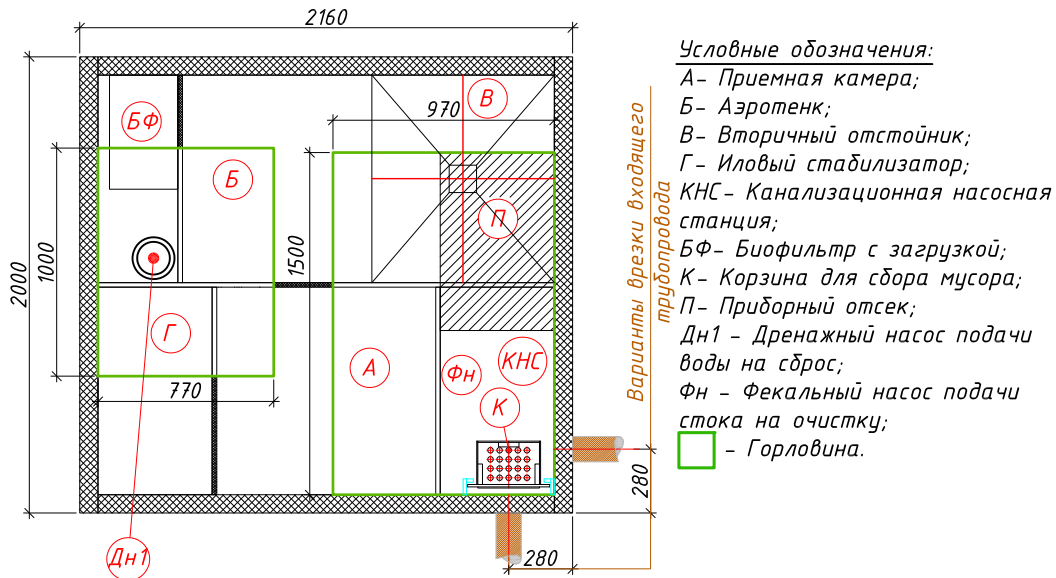 2160
Условные обозначения:
А– Приемная камера;
Б– Аэротенк;
В– Вторичный отстойник;
Г– Иловый стабилизатор;
КНС– Канализационная насосная
станция;
БФ– Биофильтр с загрузкой;
К– Корзина для сбора мусора;
П– Приборный отсек;
Дн1 – Дренажный насос подачи
воды на сброс;
Фн – Фекальный насос подачи
стока на очистку;
– Горловина.
БФ
В
970
Б
П
2000
1000
1500
Варианты врезки входящего
трубопровода
Г
А
Фн
КНС
770
К
280
Дн1
280